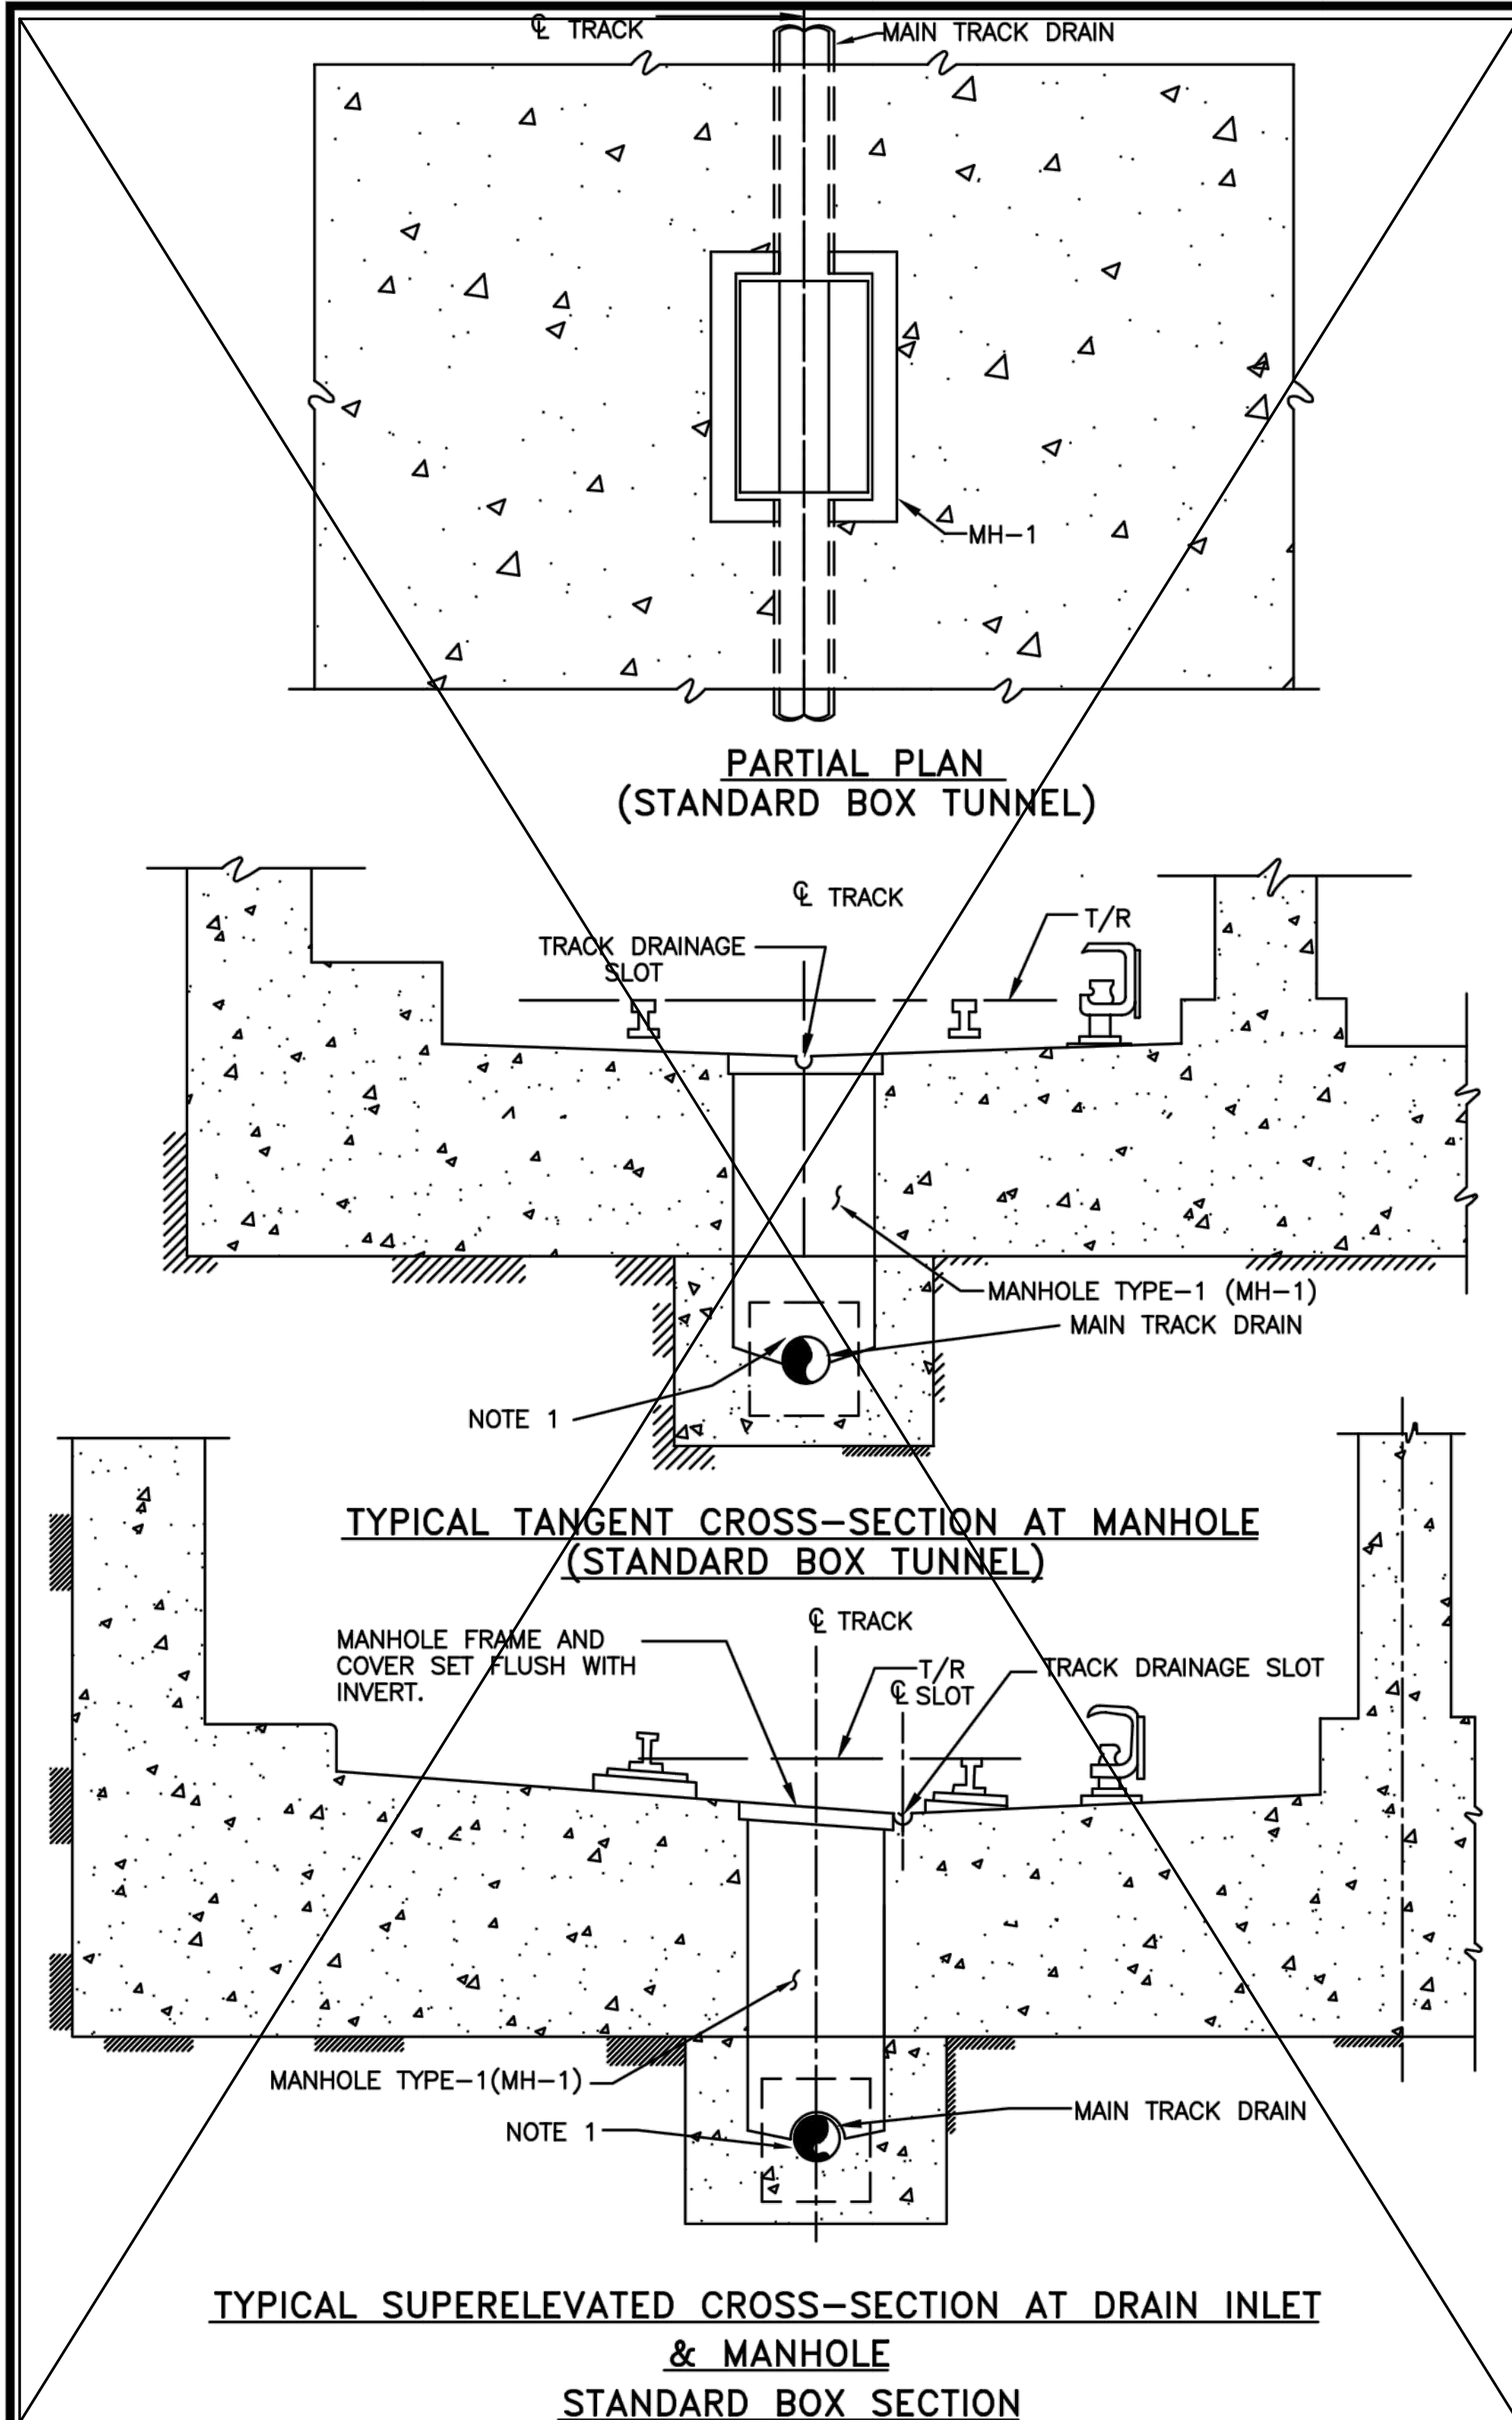 ℄ TRACK
MAIN TRACK DRAIN
MH-1
PARTIAL PLAN
(STANDARD BOX TUNNEL)
℄ TRACK
T/R
TRACK DRAINAGE
SLOT
MANHOLE TYPE-1 (MH-1)
MAIN TRACK DRAIN
NOTE 1
TYPICAL TANGENT CROSS-SECTION AT MANHOLE
(STANDARD BOX TUNNEL)
℄ TRACK
MANHOLE FRAME AND
COVER SET FLUSH WITH
INVERT.
T/R
℄ SLOT
TRACK DRAINAGE SLOT
MANHOLE TYPE-1(MH-1)
MAIN TRACK DRAIN
NOTE 1
TYPICAL SUPERELEVATED CROSS-SECTION AT DRAIN INLET
& MANHOLE
STANDARD BOX SECTION